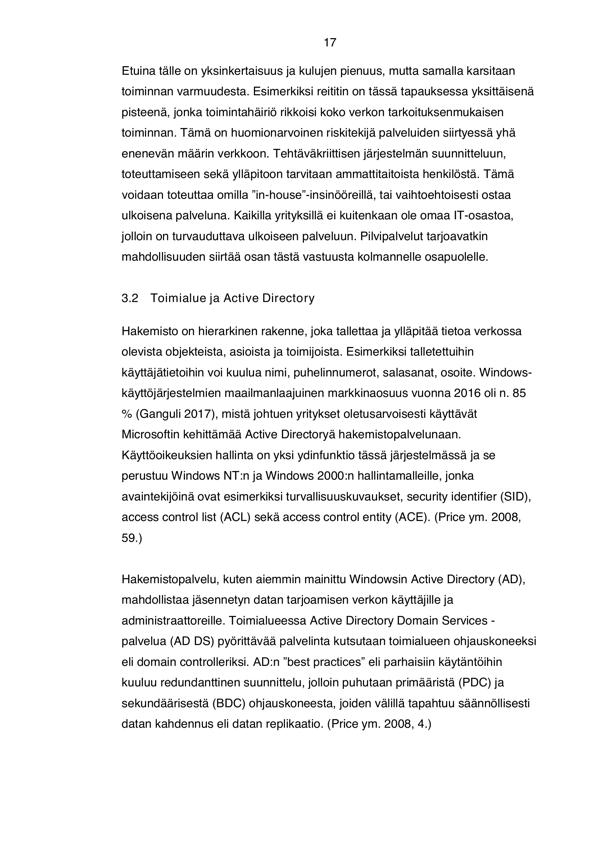 17
Etuina tälle on yksinkertaisuus ja kulujen pienuus, mutta samalla karsitaan
toiminnan varmuudesta. Esimerkiksi reititin on tässä tapauksessa yksittäisenä
pisteenä, jonka toimintahäiriö rikkoisi koko verkon tarkoituksenmukaisen
toiminnan. Tämä on huomionarvoinen riskitekijä palveluiden siirtyessä yhä
enenevän määrin verkkoon. Tehtäväkriittisen järjestelmän suunnitteluun,
toteuttamiseen sekä ylläpitoon tarvitaan ammattitaitoista henkilöstä. Tämä
voidaan toteuttaa omilla ”in-house”-insinööreillä, tai vaihtoehtoisesti ostaa
ulkoisena palveluna. Kaikilla yrityksillä ei kuitenkaan ole omaa IT-osastoa,
jolloin on turvauduttava ulkoiseen palveluun. Pilvipalvelut tarjoavatkin
mahdollisuuden siirtää osan tästä vastuusta kolmannelle osapuolelle.
3.2 Toimialue ja Active Directory
Hakemisto on hierarkinen rakenne, joka tallettaa ja ylläpitää tietoa verkossa
olevista objekteista, asioista ja toimijoista. Esimerkiksi talletettuihin
käyttäjätietoihin voi kuulua nimi, puhelinnumerot, salasanat, osoite. Windows-
käyttöjärjestelmien maailmanlaajuinen markkinaosuus vuonna 2016 oli n. 85
% (Ganguli 2017), mistä johtuen yritykset oletusarvoisesti käyttävät
Microsoftin kehittämää Active Directoryä hakemistopalvelunaan.
Käyttöoikeuksien hallinta on yksi ydinfunktio tässä järjestelmässä ja se
perustuu Windows NT:n ja Windows 2000:n hallintamalleille, jonka
avaintekijöinä ovat esimerkiksi turvallisuuskuvaukset, security identifier (SID),
access control list (ACL) sekä access control entity (ACE). (Price ym. 2008,
59.)
Hakemistopalvelu, kuten aiemmin mainittu Windowsin Active Directory (AD),
mahdollistaa jäsennetyn datan tarjoamisen verkon käyttäjille ja
administraattoreille. Toimialueessa Active Directory Domain Services -
palvelua (AD DS) pyörittävää palvelinta kutsutaan toimialueen ohjauskoneeksi
eli domain controlleriksi. AD:n ”best practices” eli parhaisiin käytäntöihin
kuuluu redundanttinen suunnittelu, jolloin puhutaan primääristä (PDC) ja
sekundäärisestä (BDC) ohjauskoneesta, joiden välillä tapahtuu säännöllisesti
datan kahdennus eli datan replikaatio. (Price ym. 2008, 4.)